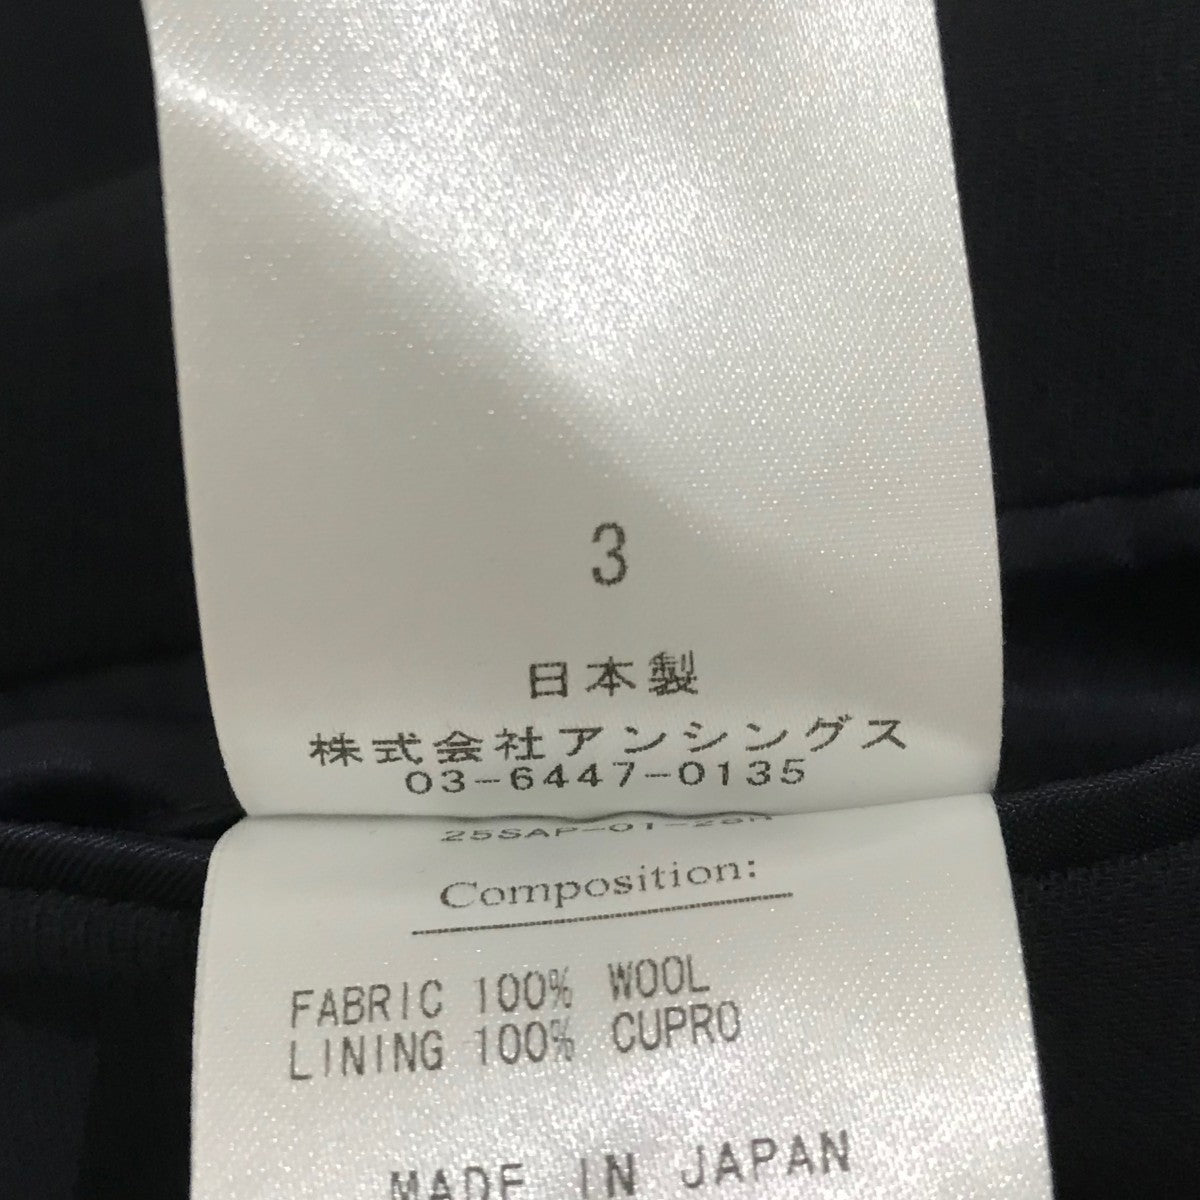 3
日本製
株式会社アンシングス
03-6447-0135
Composition:
FABRIC 100% WOOL
LINING 100% CUPRO
MADE IN JAPAN